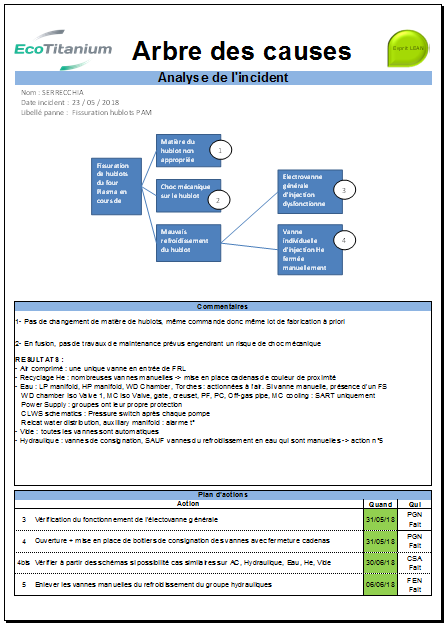 EcoTitanium
Arbre des causes
Esprit LEAN
Analyse de l'incident
Nom : SERRECCHIA
Date incident : 23 / 05 / 2018
Libellé panne : Fissuration hublots PAM
Fissuration
de hublots
du four
Plasma en
cours de
Matière du
hublot non
appropriée
1
Choc mécanique
sur le hublot
2
Mauvais
refroidissement
du hublot
Electrovanne
générale
d'injection
dysfonctionne
3
Vanne
individuelle
d'injection He
fermée
manuellement
4
Commentaires
1- Pas de changement de matière de hublots, même commande donc même lot de fabrication à priori
2- En fusion, pas de travaux de maintenance prévus engendrant un risque de choc mécanique
RESULTATS :
- Air comprimé : une unique vanne en entrée de FRL
- Recyclage He : nombreuses vannes manuelles -> mise en place cadenas de couleur de proximité
- Eau : LP manifold, HP manifold, WD Chamber, Torches : actionnées à l'air. Si vanne manuelle, présence d'un FS
WD chamber Iso Valve 1, MC Iso Valve, gate, creuset, PF, PC, Off-gas pipe, MC cooling : SART uniquement
Power Supply : groupes ont leur propre protection
CLWS schematics : Pressure switch après chaque pompe
Relcat water distribution, auxiliary manifold : alarme t°
- Vide : toutes les vannes sont automatiques
- Hydraulique : vannes de consignation, SAUF vannes du refroidissement en eau qui sont manuelles -> action n°5
Plan d'actions
Action Quand Qui
3 Vérification du fonctionnement de l'électovanne générale 31/05/18 PGN
Fait
4 Ouverture + mise en place de boitiers de consignation des vannes avec fermeture cadenas 31/05/18 PGN
Fait
4bis Vérifier à partir des schémas si possibilité cas similaires sur AC, Hydraulique, Eau, He, Vide 30/06/18 CSA
Fait
5 Enlever les vannes manuelles du refroidissement du groupe hydrauliques 06/06/18 FEN
Fait